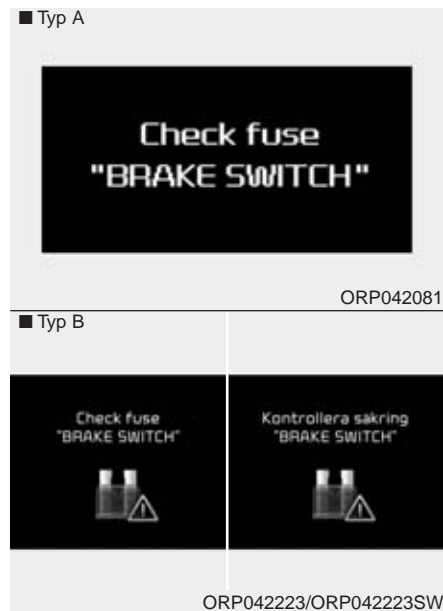 ■ Typ A
Check fuse
"BRAKE SWITCH"
ORP042081
■ Typ B
Check fuse
"BRAKE SWITCH"
Kontrollera säkring
"BRAKE SWITCH"
ORP042223/ORP042223SW